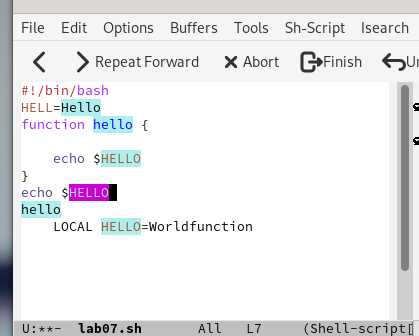 File Edit Options Buffers Tools Sh-Script Isearch
Repeat Forward Abort Finish
#!/bin/bash
HELL=Hello
function hello {
echo $HELLO
}
echo $HELLO
hello
LOCAL HELLO=Worldfunction
U:**- lab07.sh All L7 (Shell-script[